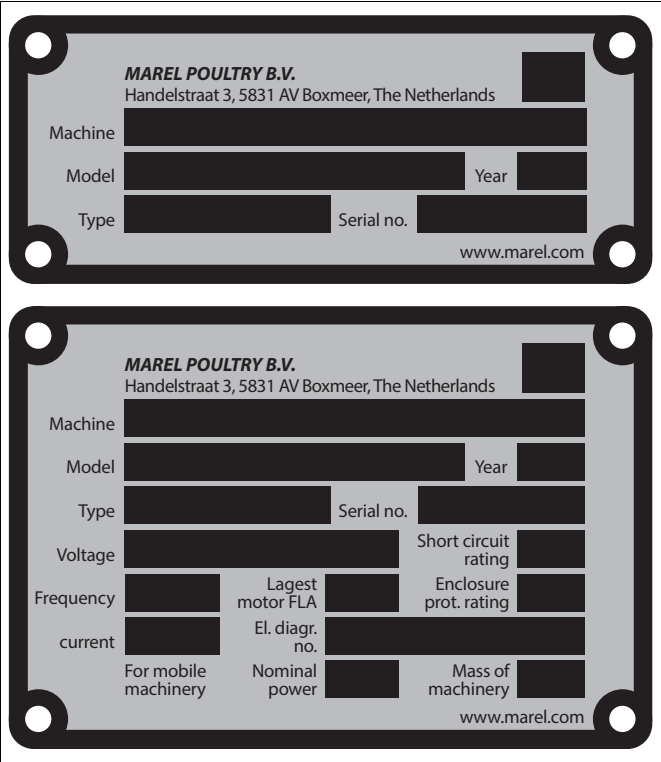 MAREL POULTRY B.V.
Handelstraat 3, 5831 AV Boxmeer, The Netherlands
Machine
Model Year
Type Serial no.
www.marel.com
MAREL POULTRY B.V.
Handelstraat 3, 5831 AV Boxmeer, The Netherlands
Machine
Model Year
Type Serial no.
Voltage Short circuit
rating
Frequency Lagest
motor FLA Enclosure
prot. rating
current El. diagr.
no.
For mobile
machinery Nominal
power Mass of
machinery
www.marel.com